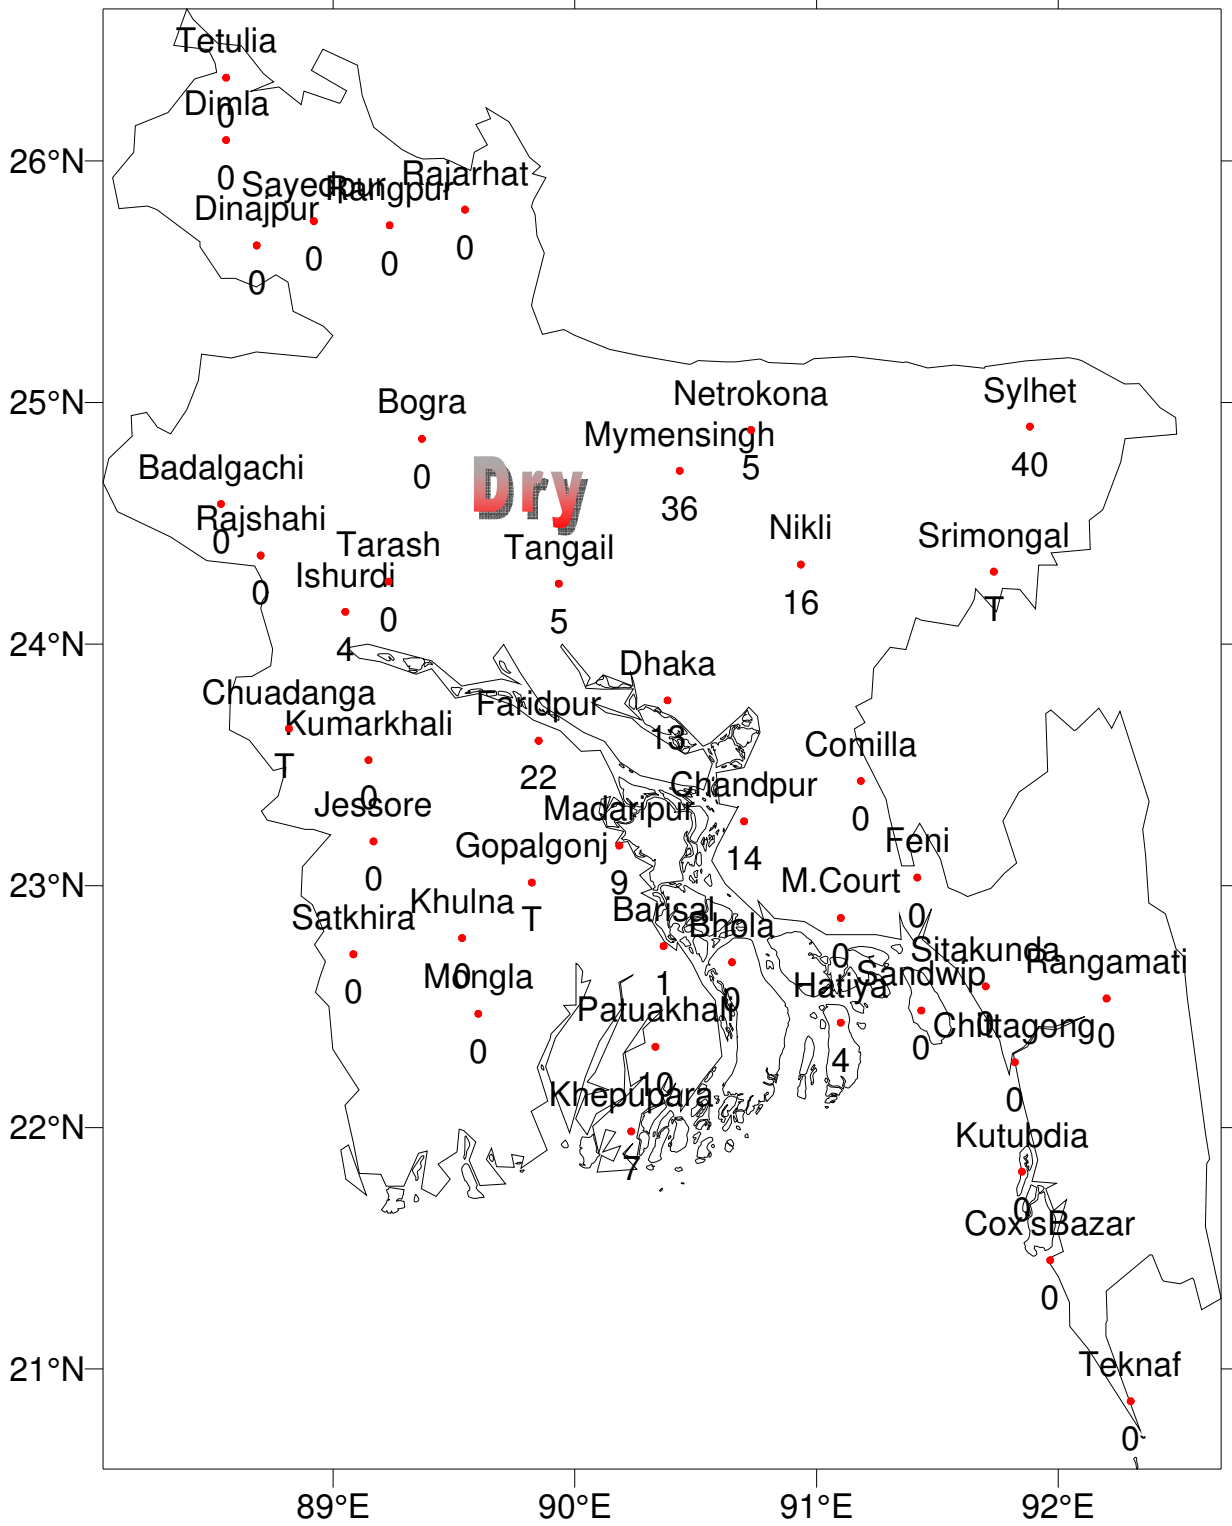 Tetulia
0
Dimla
0
26°N
Sayedpur
0
Rangpur
0
Rajarhat
0
Dinajpur
0
25°N
Bogra
0
Netrokona
5
Sylhet
40
Mymensingh
36
Badalgachi
0
Dry
Rajshahi
0
Tarash
0
Tangail
5
Nikli
16
Srimongal
T
Ishurdi
4
24°N
Dhaka
13
Chuadanga
T
Kumarkhali
0
Faridpur
22
Comilla
0
Chandpur
14
Jessore
0
Madaripur
9
Gopalgonj
T
Feni
0
23°N
M.Court
0
Khulna
0
Satkhira
0
Barisal
1
Bhola
0
Sitakunda
0
Rangamati
0
Sandwip
0
Hatiya
4
Mongla
0
Patuakhali
10
Chittagong
0
Khepupara
7
22°N
Kutubdia
0
Cox'sBazar
0
21°N
Teknaf
0
89°E
90°E
91°E
92°E